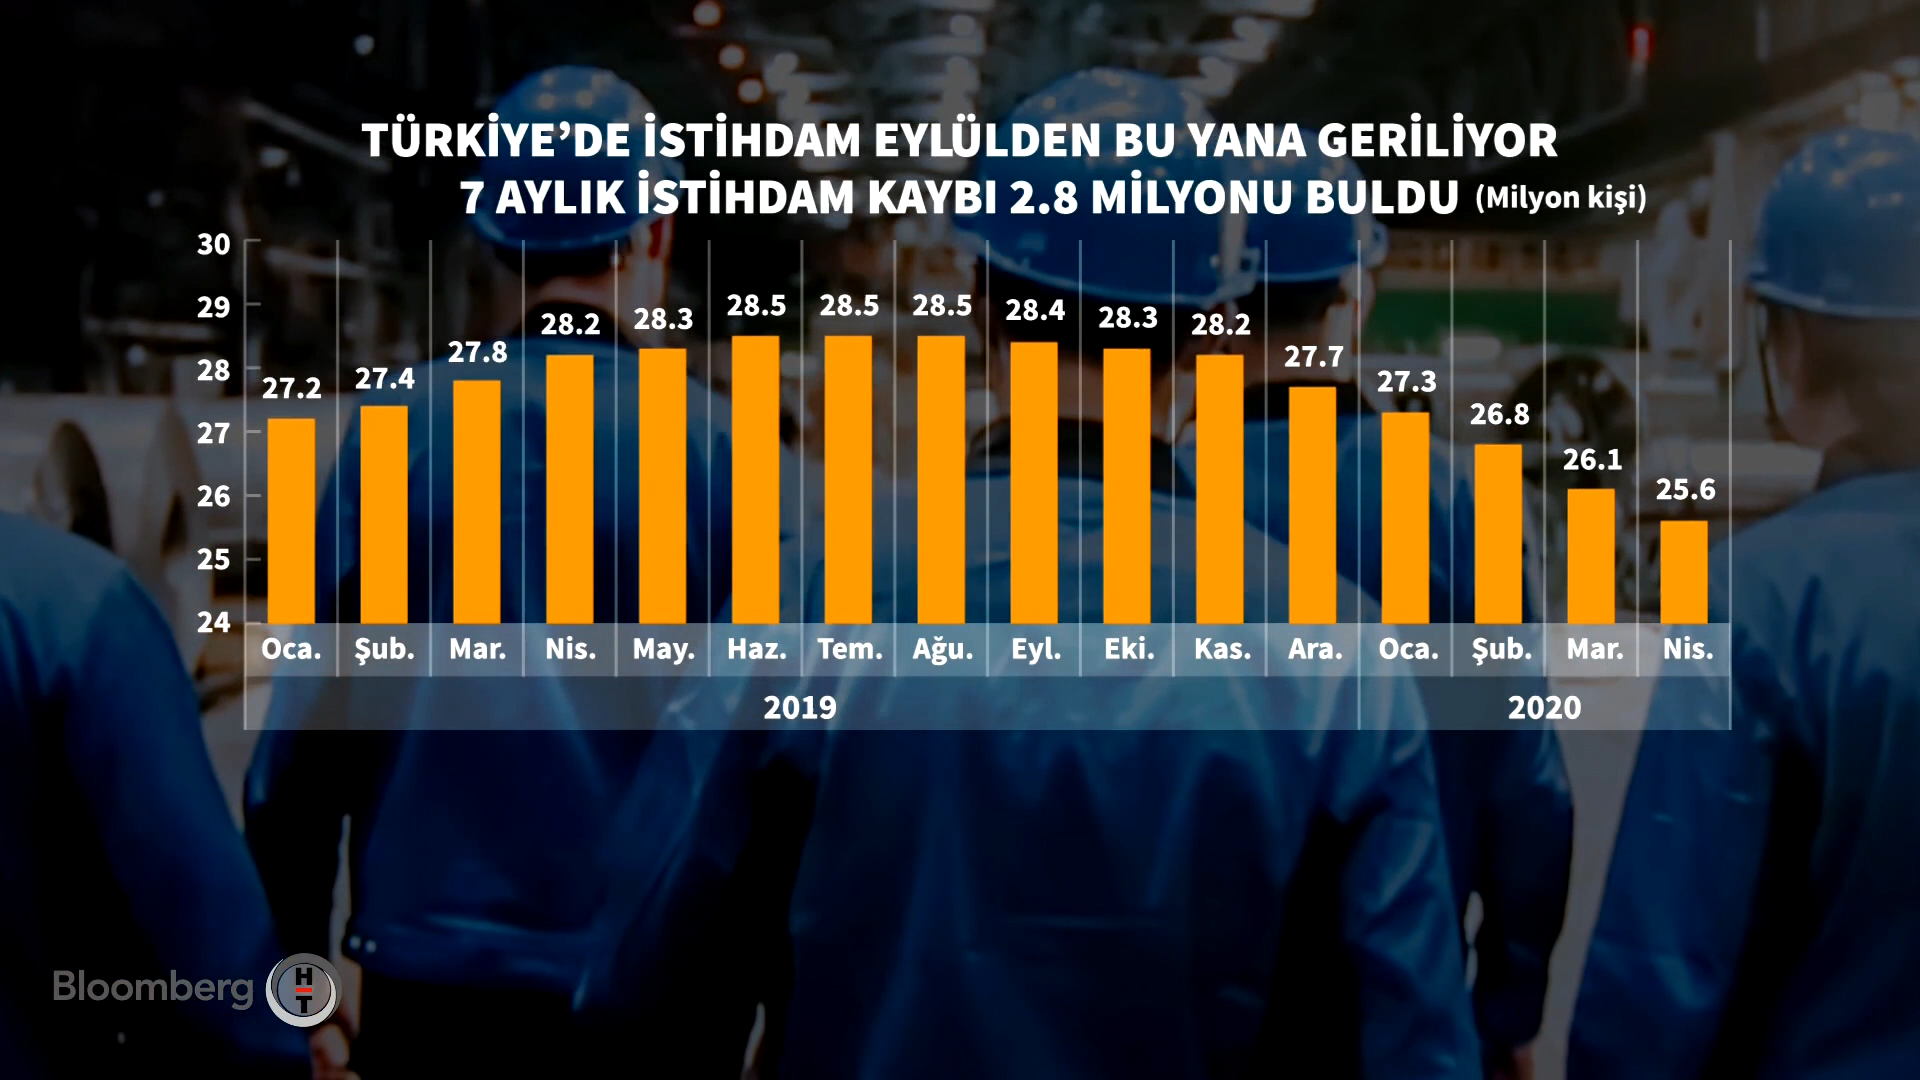 TÜRKİYE’DE İSTİHDAM EYLÜLDEN BU YANA GERİLİYOR
7 AYLIK İSTİHDAM KAYBI 2.8 MİLYONU BULDU (Milyon kişi)
30
29
28
27
26
25
24
27.2 27.4 27.8 28.2 28.3 28.5 28.5 28.5 28.4 28.3 28.2 27.7 27.3 26.8 26.1 25.6
Oca. Şub. Mar. Nis. May. Haz. Tem. Ağu. Eyl. Eki. Kas. Ara. Oca. Şub. Mar. Nis.
2019 2020
Bloomberg HT